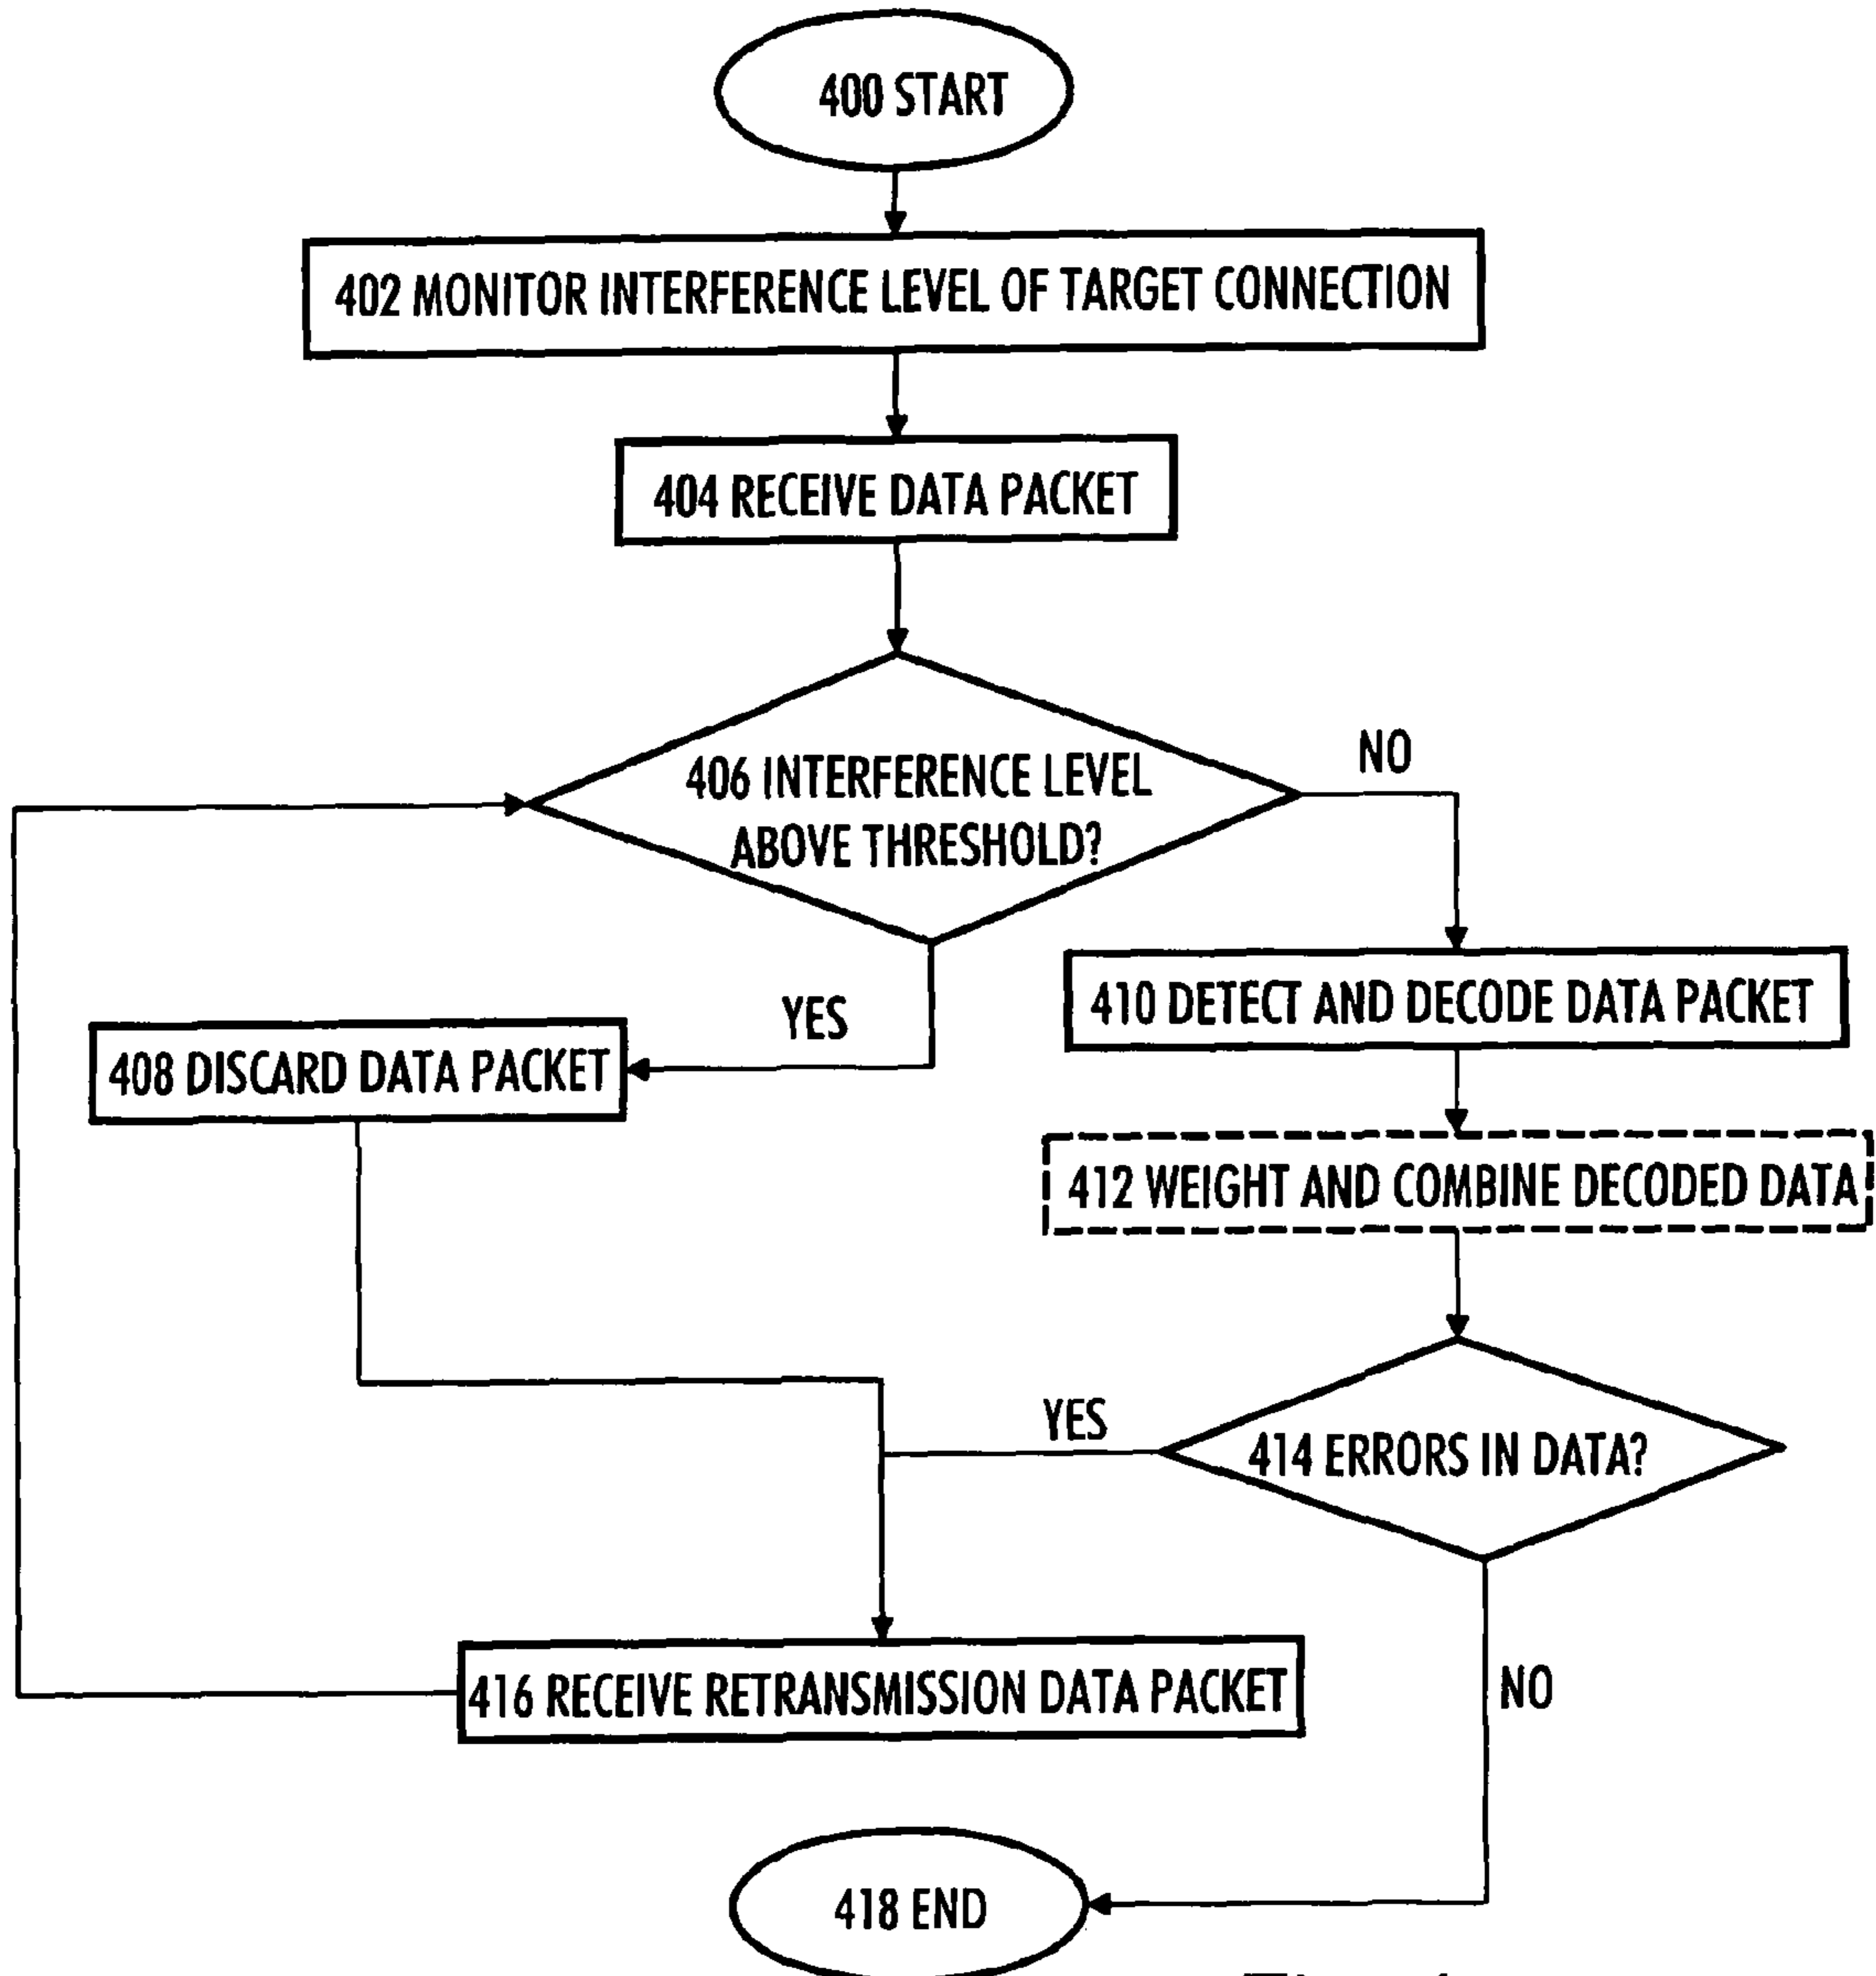 400 START
402 MONITOR INTERFERENCE LEVEL OF TARGET CONNECTION
404 RECEIVE DATA PACKET
406 INTERFERENCE LEVEL
ABOVE THRESHOLD?
NO
YES
408 DISCARD DATA PACKET
410 DETECT AND DECODE DATA PACKET
412 WEIGHT AND COMBINE DECODED DATA
YES
414 ERRORS IN DATA?
416 RECEIVE RETRANSMISSION DATA PACKET
NO
418 END